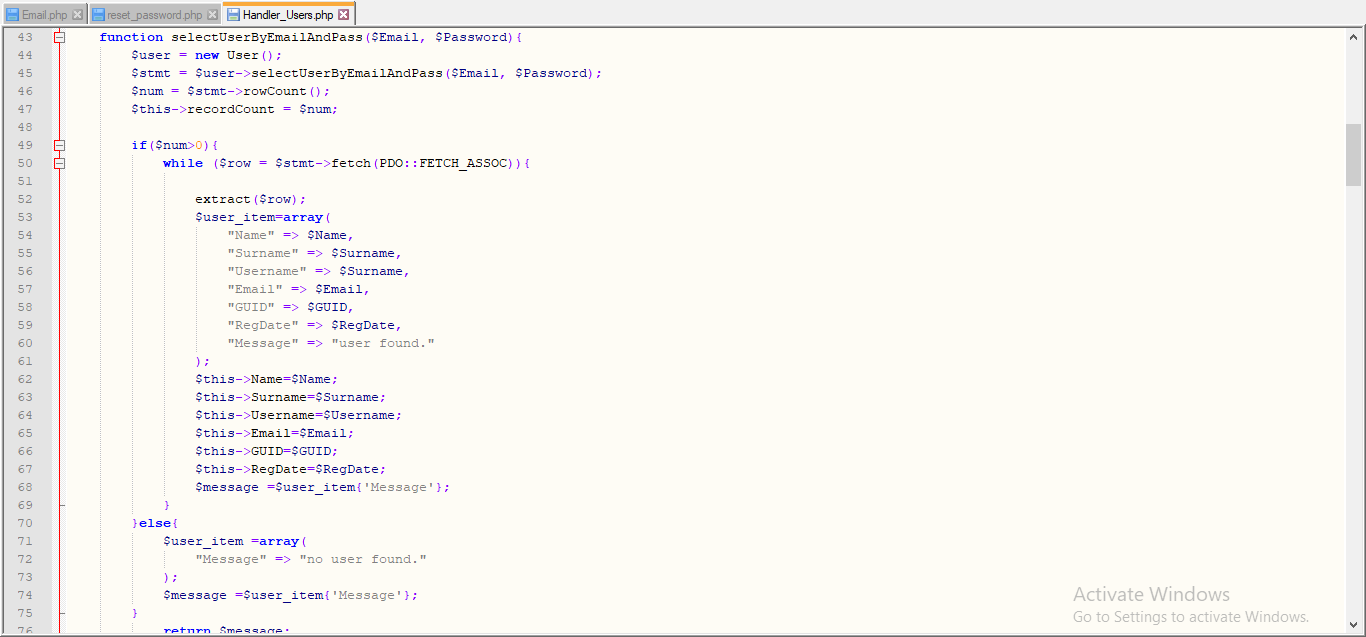 Email.php reset_password.php Handler_Users.php
43 function selectUserByEmailAndPass($Email, $Password){
44 $user = new User();
45 $stmt = $user->selectUserByEmailAndPass($Email, $Password);
46 $num = $stmt->rowCount();
47 $this->recordCount = $num;
48
49 if($num>0){
50 while ($row = $stmt->fetch(PDO::FETCH_ASSOC)){
51
52 extract($row);
53 $user_item=array(
54 "Name" => $Name,
55 "Surname" => $Surname,
56 "Username" => $Surname,
57 "Email" => $Email,
58 "GUID" => $GUID,
59 "RegDate" => $RegDate,
60 "Message" => "user found."
61 );
62 $this->Name=$Name;
63 $this->Surname=$Surname;
64 $this->Username=$Username;
65 $this->Email=$Email;
66 $this->GUID=$GUID;
67 $this->RegDate=$RegDate;
68 $message =$user_item{'Message'};
69 }
70 }else{
71 $user_item =array(
72 "Message" => "no user found."
73 );
74 $message =$user_item{'Message'};
75 }
76 return $message;
Activate Windows
Go to Settings to activate Windows.